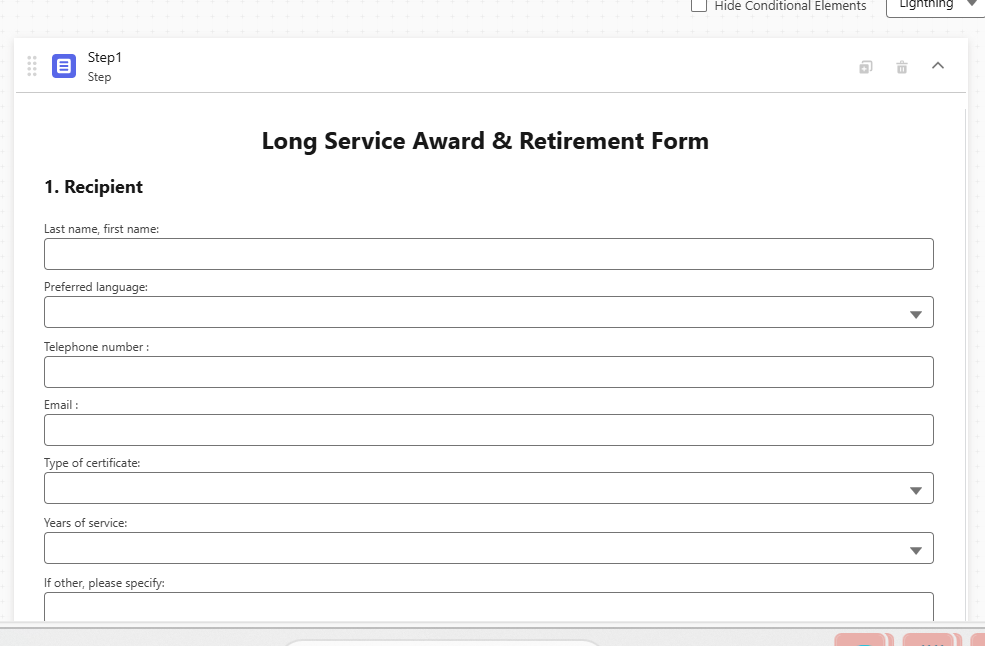 Hide Conditional Elements
Lightning
Step1
Step
Long Service Award & Retirement Form
1. Recipient
Last name, first name:
Preferred language:
Telephone number :
Email :
Type of certificate:
Years of service:
If other, please specify: